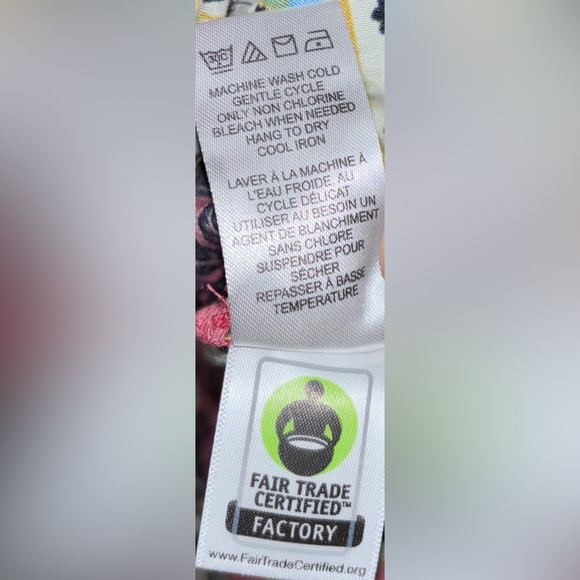 30C
MACHINE WASH COLD
GENTLE CYCLE
ONLY NON CHLORINE
BLEACH WHEN NEEDED
HANG TO DRY
COOL IRON
LAVER À LA MACHINE À
L'EAU FROIDE, AU
CYCLE DÉLICAT
UTILISER AU BESOIN UN
AGENT DE BLANCHIMENT
SANS CHLORE
SUSPENDRE POUR
SÉCHER
REPASSER À BASSE
TEMPERATURE
FAIR TRADE
CERTIFIED™
FACTORY
www.FairTradeCertified.org